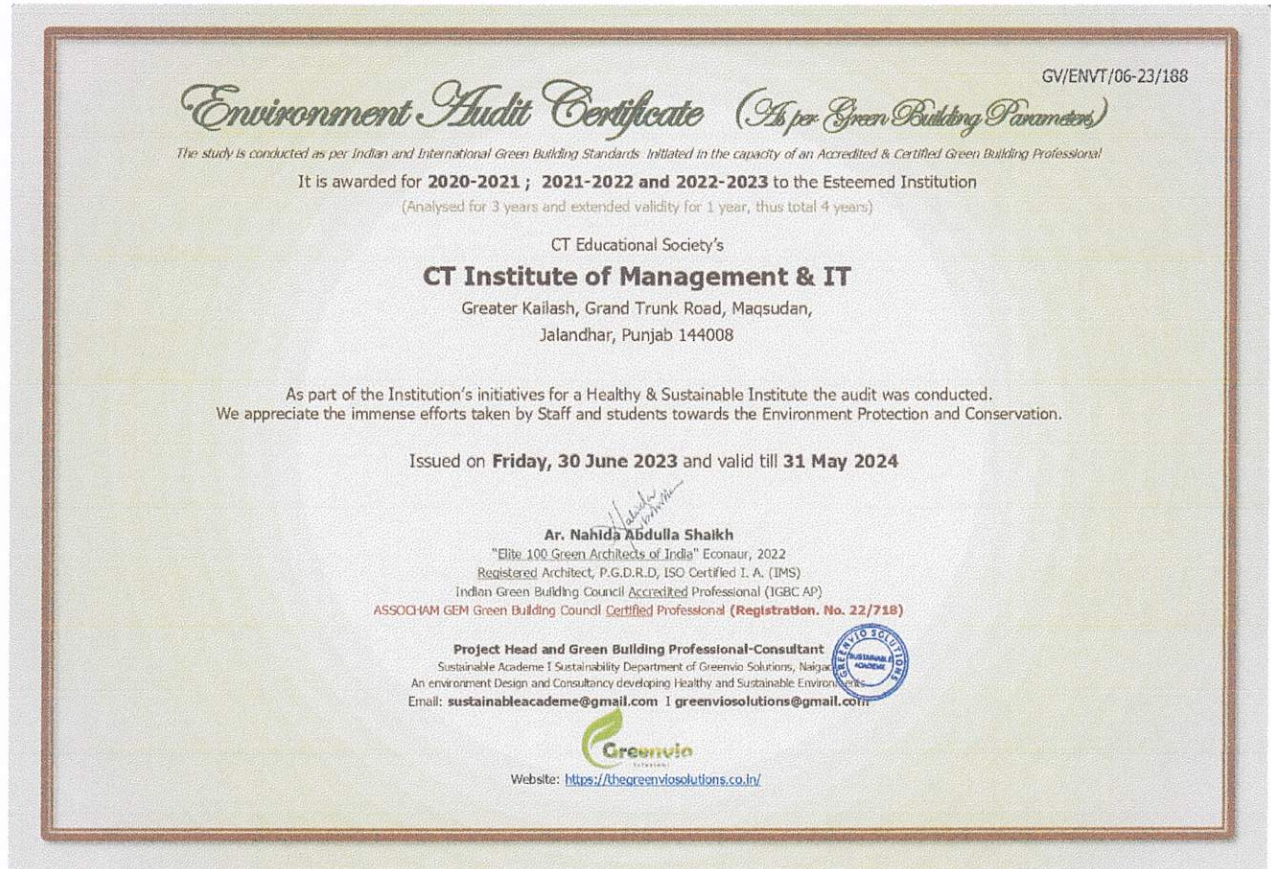 GV/ENVT/06-23/188
Environment Audit Certificate (As per Green Building Parameters)
The study is conducted as per Indian and International Green Building Standards Initiated in the capacity of an Accredited & Certified Green Building Professional
It is awarded for 2020-2021 ; 2021-2022 and 2022-2023 to the Esteemed Institution
(Analysed for 3 years and extended validity for 1 year, thus total 4 years)
CT Educational Society's
CT Institute of Management & IT
Greater Kailash, Grand Trunk Road, Maqsudan,
Jalandhar, Punjab 144008
As part of the Institution's initiatives for a Healthy & Sustainable Institute the audit was conducted.
We appreciate the immense efforts taken by Staff and students towards the Environment Protection and Conservation.
Issued on Friday, 30 June 2023 and valid till 31 May 2024
Ar. Nahida Abdulla Shaikh
"Elite 100 Green Architects of India" Econaur, 2022
Registered Architect, P.G.D.R.D, ISO Certified I. A. (IMS)
Indian Green Building Council Accredited Professional (IGBC AP)
ASSOCHAM GEM Green Building Council Certified Professional (Registration. No. 22/718)
Project Head and Green Building Professional-Consultant
Sustainable Academe I Sustainability Department of Greenvio Solutions,
An environment Design and Consultancy developing Healthy and Sustainable Environments
Email: sustainableacademe@gmail.com I greenviosolutions@gmail.com
GREENVIO SOLUTIONS
SUSTAINABLE
ACADEME
Greenvio
Solutions
Website: https://thegreenviosolutions.co.in/